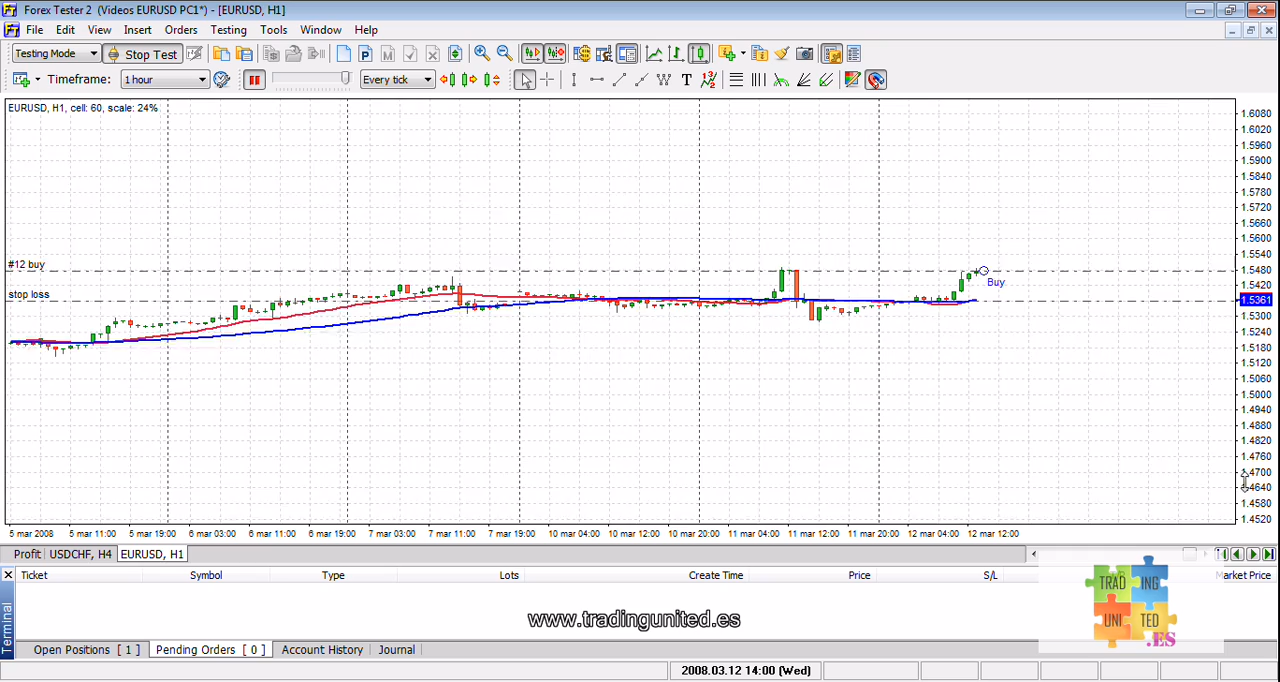 Forex Tester 2 (Videos EURUSD PC1*) - [EURUSD, H1]
File Edit View Insert Orders Testing Tools Window Help
Testing Mode Stop Test
Timeframe: 1 hour Every tick
EURUSD, H1, cell: 60, scale: 24%
1.6080
1.6020
1.5960
1.5900
1.5840
1.5780
1.5720
1.5660
1.5600
1.5540
#12 buy
1.5480
Buy
1.5420
stop loss
1.5361
1.5300
1.5240
1.5180
1.5120
1.5060
1.5000
1.4940
1.4880
1.4820
1.4760
1.4700
1.4640
1.4580
1.4520
5 mar 2008 5 mar 11:00 5 mar 19:00 6 mar 03:00 6 mar 11:00 6 mar 19:00 7 mar 03:00 7 mar 11:00 7 mar 19:00 10 mar 04:00 10 mar 12:00 10 mar 20:00 11 mar 04:00 11 mar 12:00 11 mar 20:00 12 mar 04:00 12 mar 12:00
Profit USDCHF, H4 EURUSD, H1
Ticket Symbol Type Lots Create Time Price S/L Market Price
TRAD ING
UNI TED
.ES
www.tradingunited.es
Terminal
Open Positions [ 1 ] Pending Orders [ 0 ] Account History Journal
2008.03.12 14:00 (Wed)